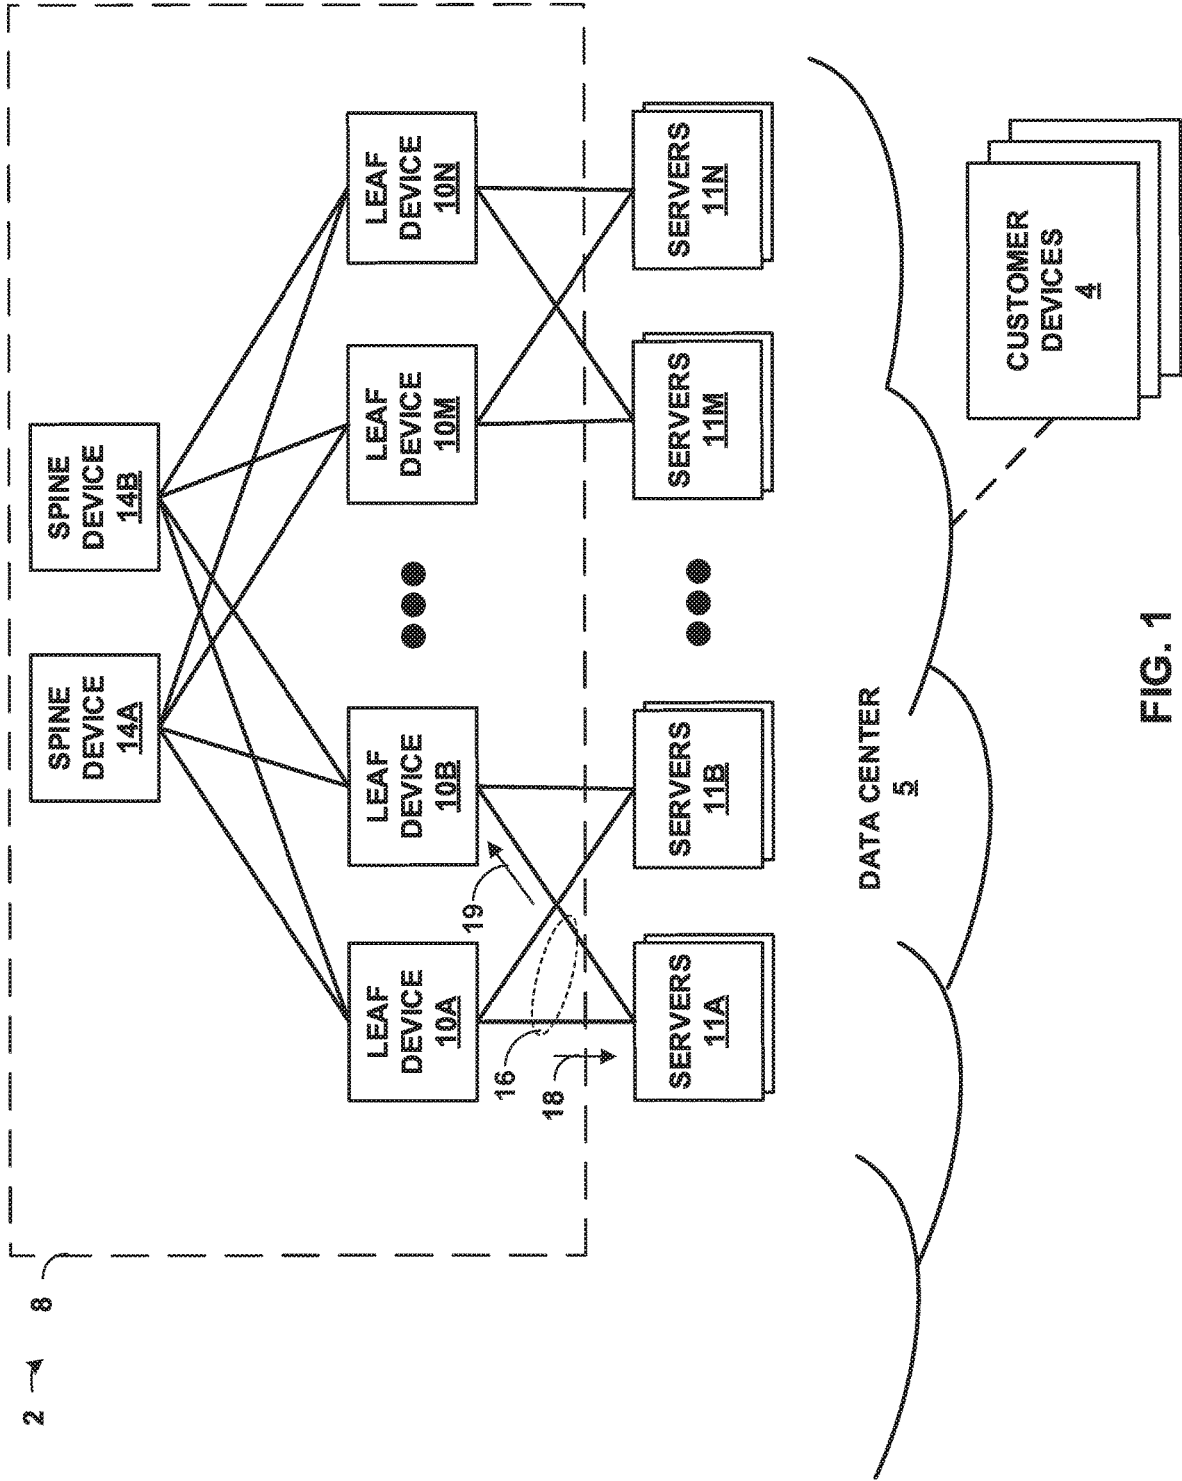 2
8
SPINE
DEVICE
14A
SPINE
DEVICE
14B
LEAF
DEVICE
10A
LEAF
DEVICE
10B
LEAF
DEVICE
10M
LEAF
DEVICE
10N
16
19
18
SERVERS
11A
SERVERS
11B
SERVERS
11M
SERVERS
11N
DATA CENTER
5
CUSTOMER
DEVICES
4
FIG. 1